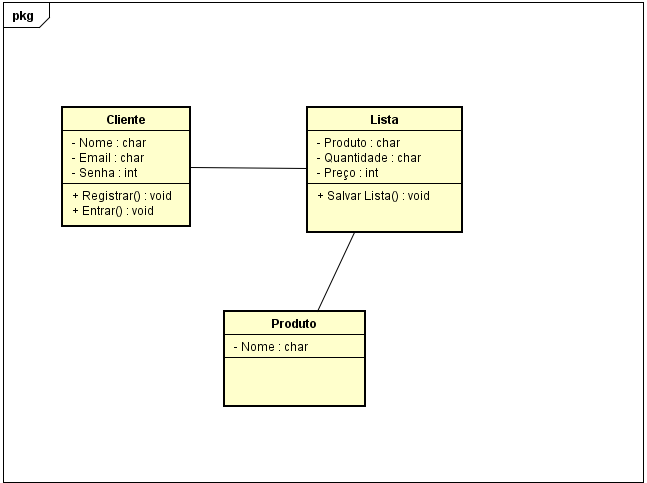 pkg
Cliente
- Nome : char
- Email : char
- Senha : int
+ Registrar() : void
+ Entrar() : void
Lista
- Produto : char
- Quantidade : char
- Preço : int
+ Salvar Lista() : void
Produto
- Nome : char